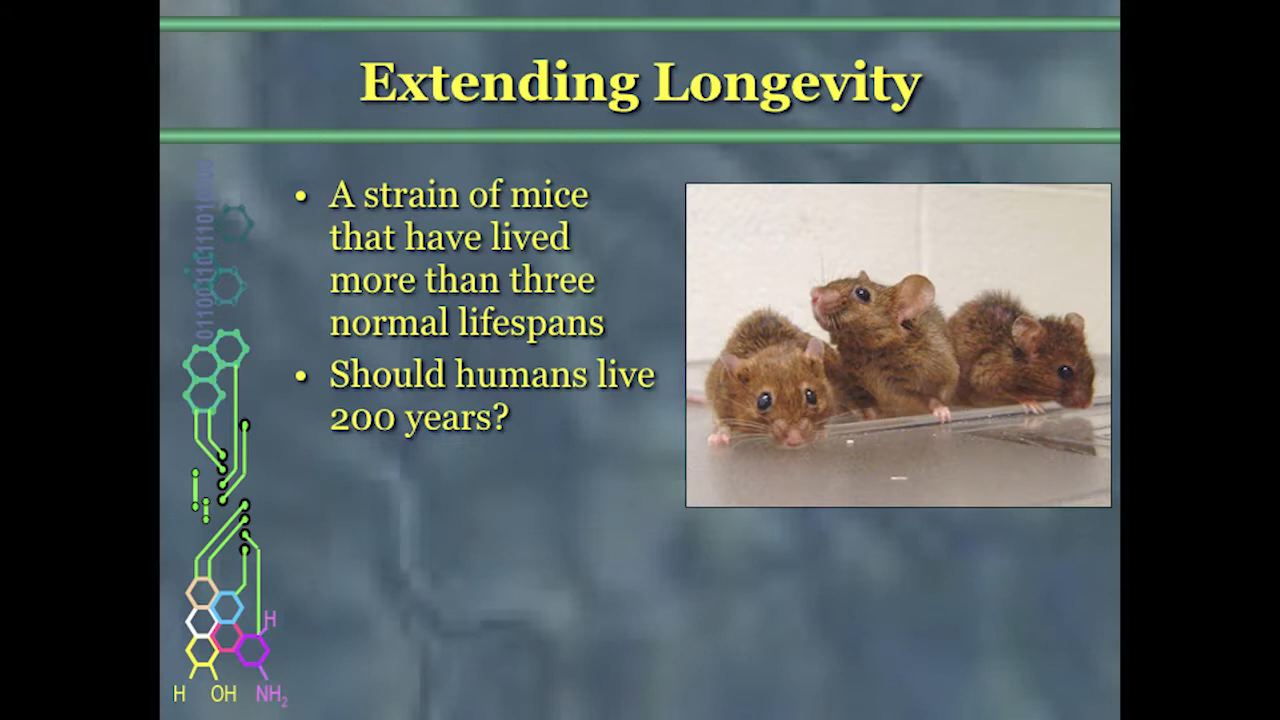 Extending Longevity
• A strain of mice
that have lived
more than three
normal lifespans
• Should humans live
200 years?
H
H
OH
NH₂